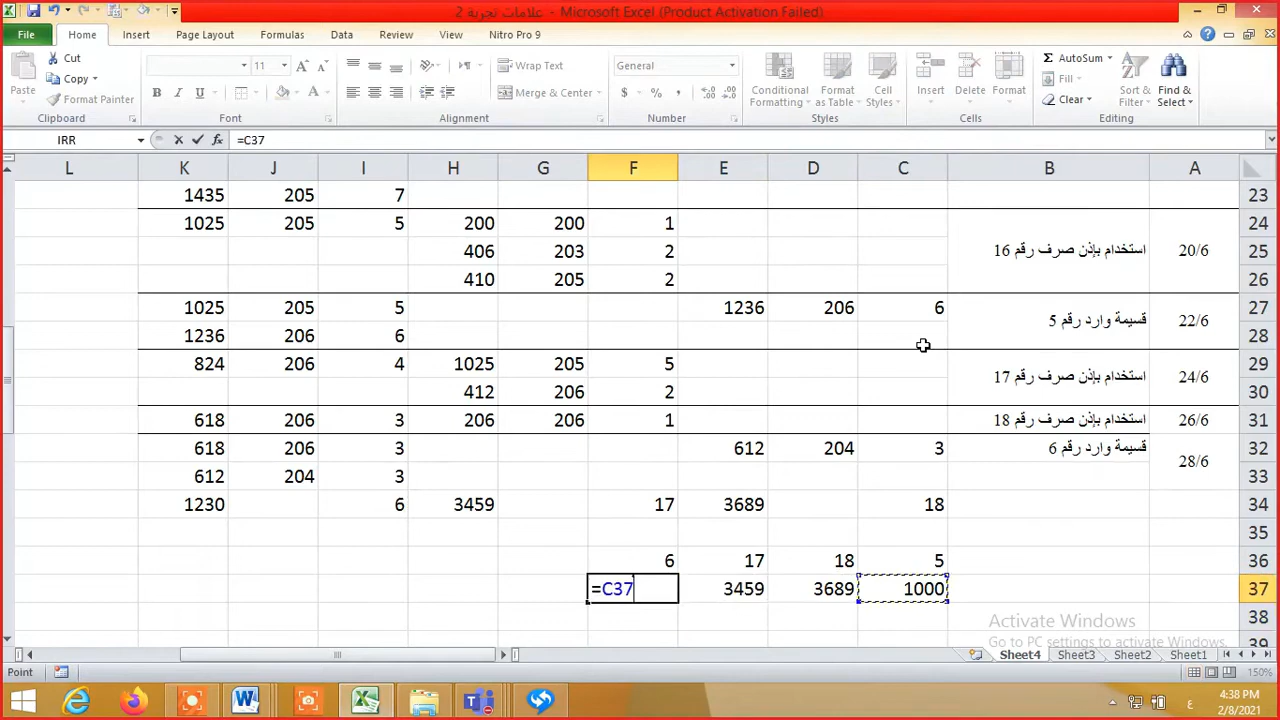 علامات تجربة 2 - Microsoft Excel (Product Activation Failed)
File Home Insert Page Layout Formulas Data Review View Nitro Pro 9
Cut
Copy
Format Painter
Paste
Clipboard
11
B I U
A A
Font
Wrap Text
Merge & Center
Alignment
General
$ % ,
Number
Conditional Formatting
Format as Table
Cell Styles
Styles
Insert
Delete
Format
Cells
AutoSum
Fill
Clear
Sort & Filter
Find & Select
Editing
IRR fx =C37
L K J I H G F E D C B A
1435 205 7 23
1025 205 5 200 200 1 24
406 203 2 استخدام بإذن صرف رقم 16 20/6 25
410 205 2 26
1025 205 5 1236 206 6 27
قسيمة وارد رقم 5 22/6
1236 206 6 28
824 206 4 1025 205 5 29
استخدام بإذن صرف رقم 17 24/6
412 206 2 30
618 206 3 206 206 1 استخدام بإذن صرف رقم 18 26/6 31
618 206 3 612 204 3 قسيمة وارد رقم 6 32
28/6
612 204 3 33
1230 6 3459 17 3689 18 34
35
6 17 18 5 36
=C37 3459 3689 1000 37
38
39
Activate Windows
Go to PC settings to activate Windows.
Sheet4 Sheet3 Sheet2 Sheet1
Point 150%
4:38 PM
ع
2/8/2021